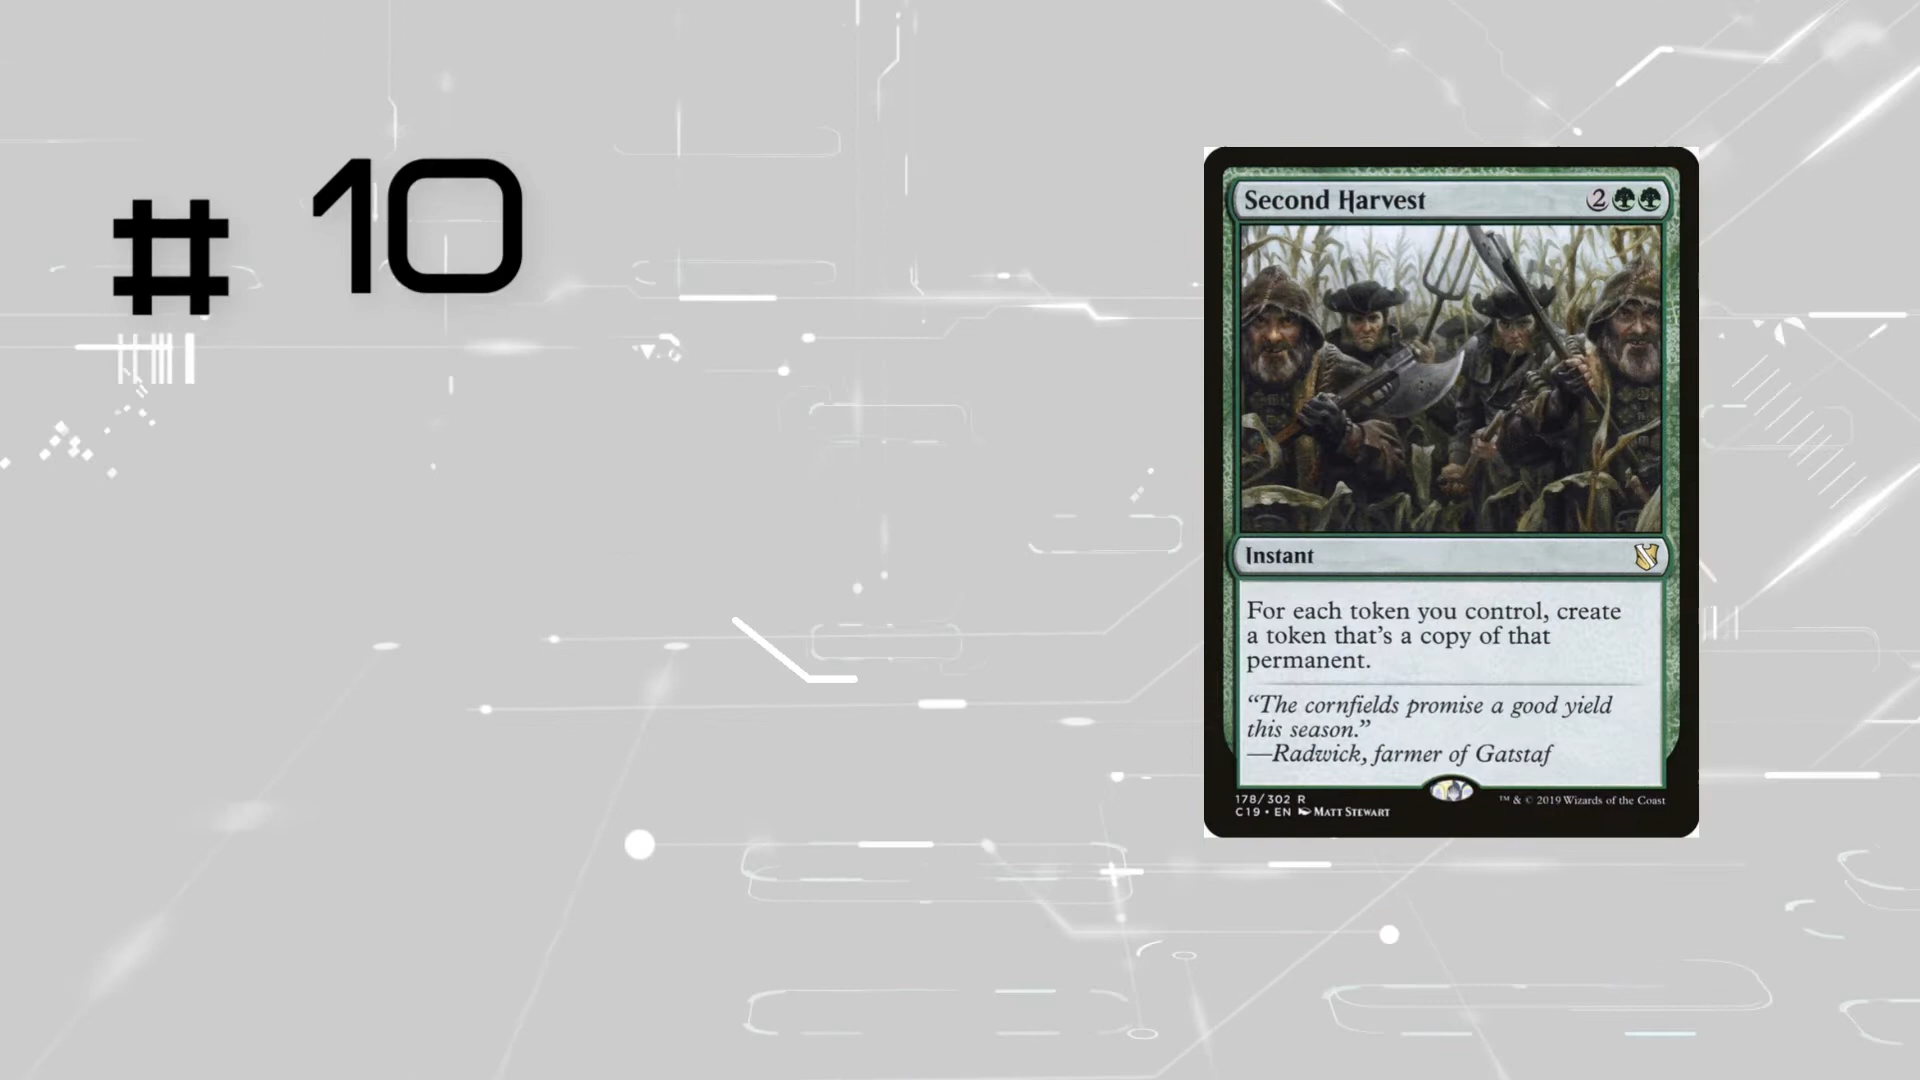 # 10
Second Harvest 2
Instant
For each token you control, create
a token that's a copy of that
permanent.
“The cornfields promise a good yield
this season.”
—Radwick, farmer of Gatstaf
178/302 R
C19 • EN MATT STEWART
™ & © 2019 Wizards of the Coast